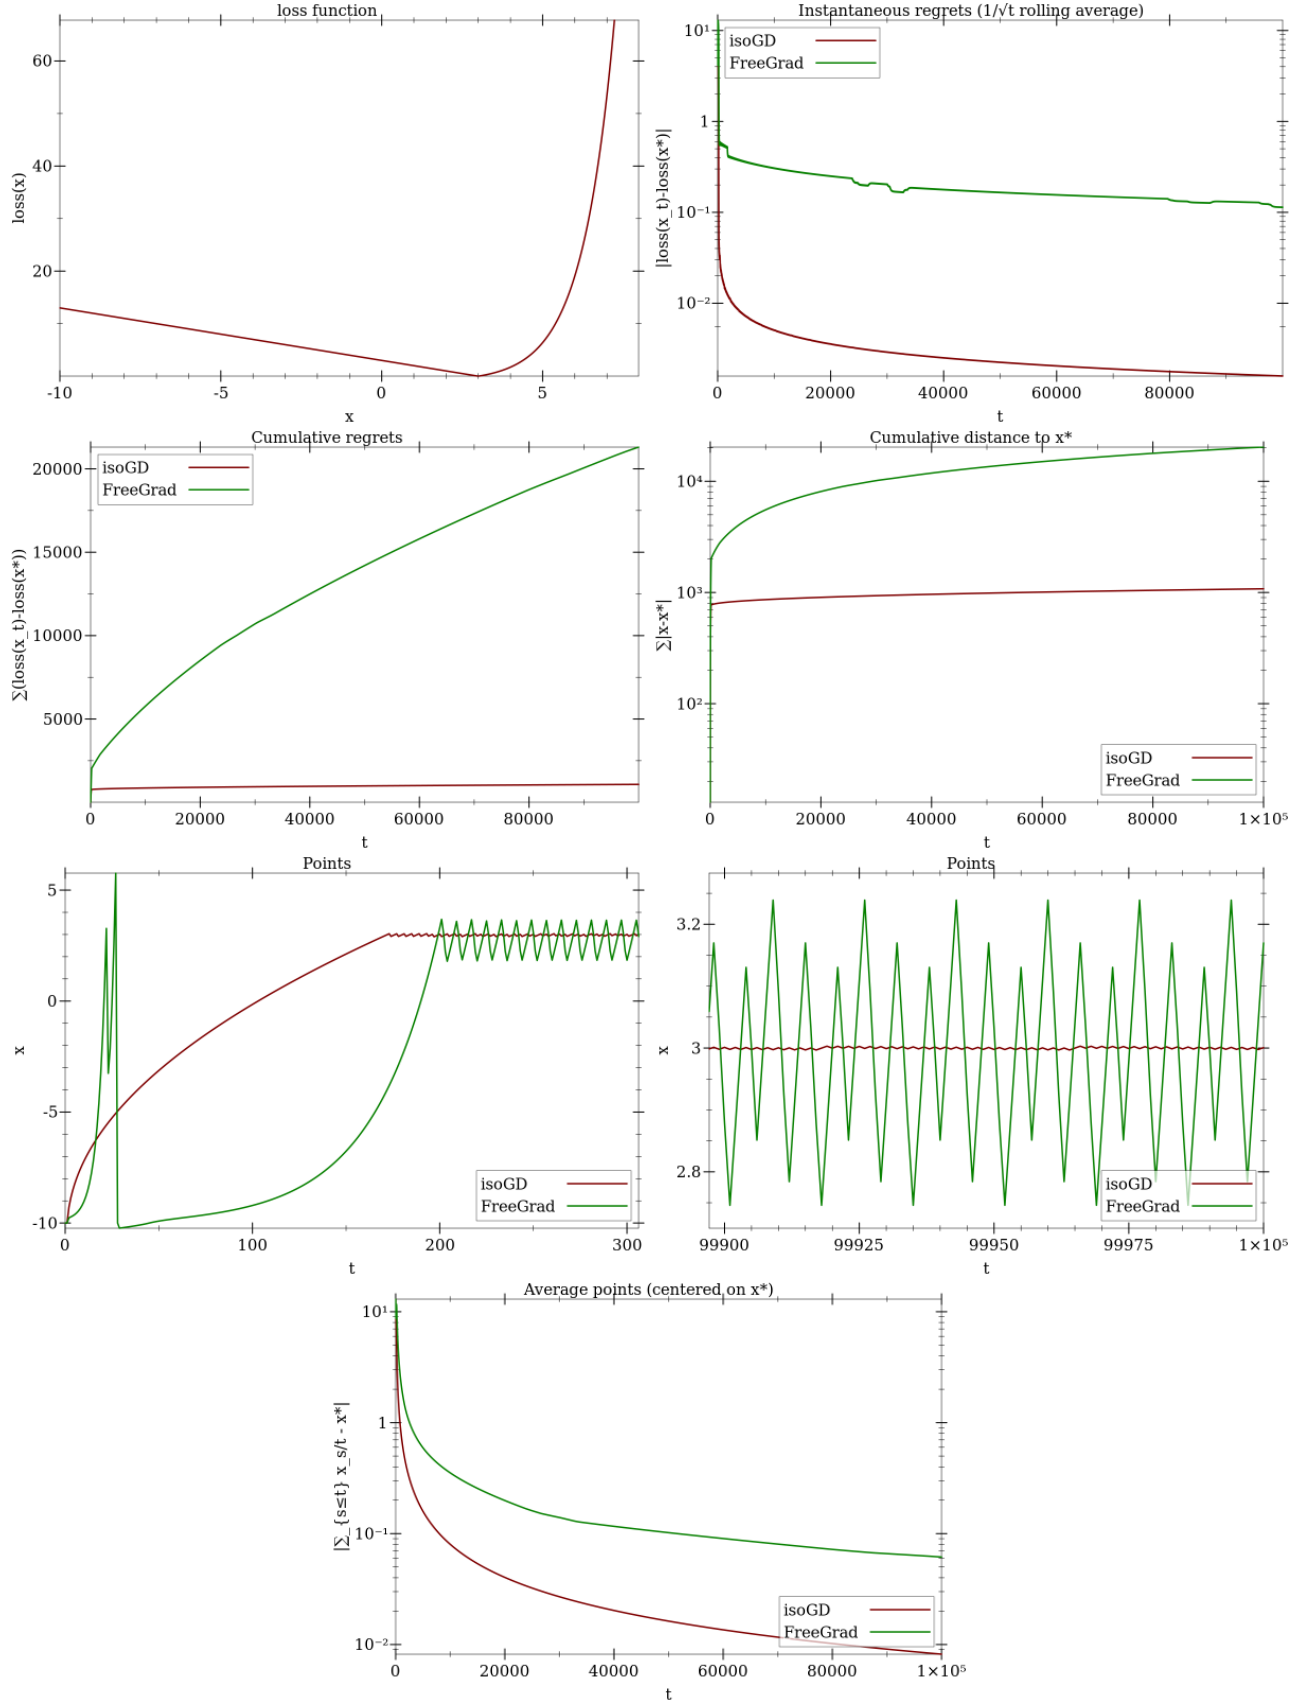 loss function
loss(x)
60
40
20
-10
-5
0
5
x
Instantaneous regrets (1/√t rolling average)
isoGD
FreeGrad
|loss(x_t)-loss(x*)|
10¹
1
10⁻¹
10⁻²
0
20000
40000
60000
80000
t
Cumulative regrets
isoGD
FreeGrad
∑(loss(x_t)-loss(x*))
20000
15000
10000
5000
0
20000
40000
60000
80000
t
Cumulative distance to x*
∑|x-x*|
10⁴
10³
10²
isoGD
FreeGrad
0
20000
40000
60000
80000
1×10⁵
t
Points
x
5
0
-5
-10
isoGD
FreeGrad
0
100
200
300
t
Points
x
3.2
3
2.8
isoGD
FreeGrad
99900
99925
99950
99975
1×10⁵
t
Average points (centered on x*)
|∑_{s≤t} x_s/t - x*|
10¹
1
10⁻¹
10⁻²
isoGD
FreeGrad
0
20000
40000
60000
80000
1×10⁵
t